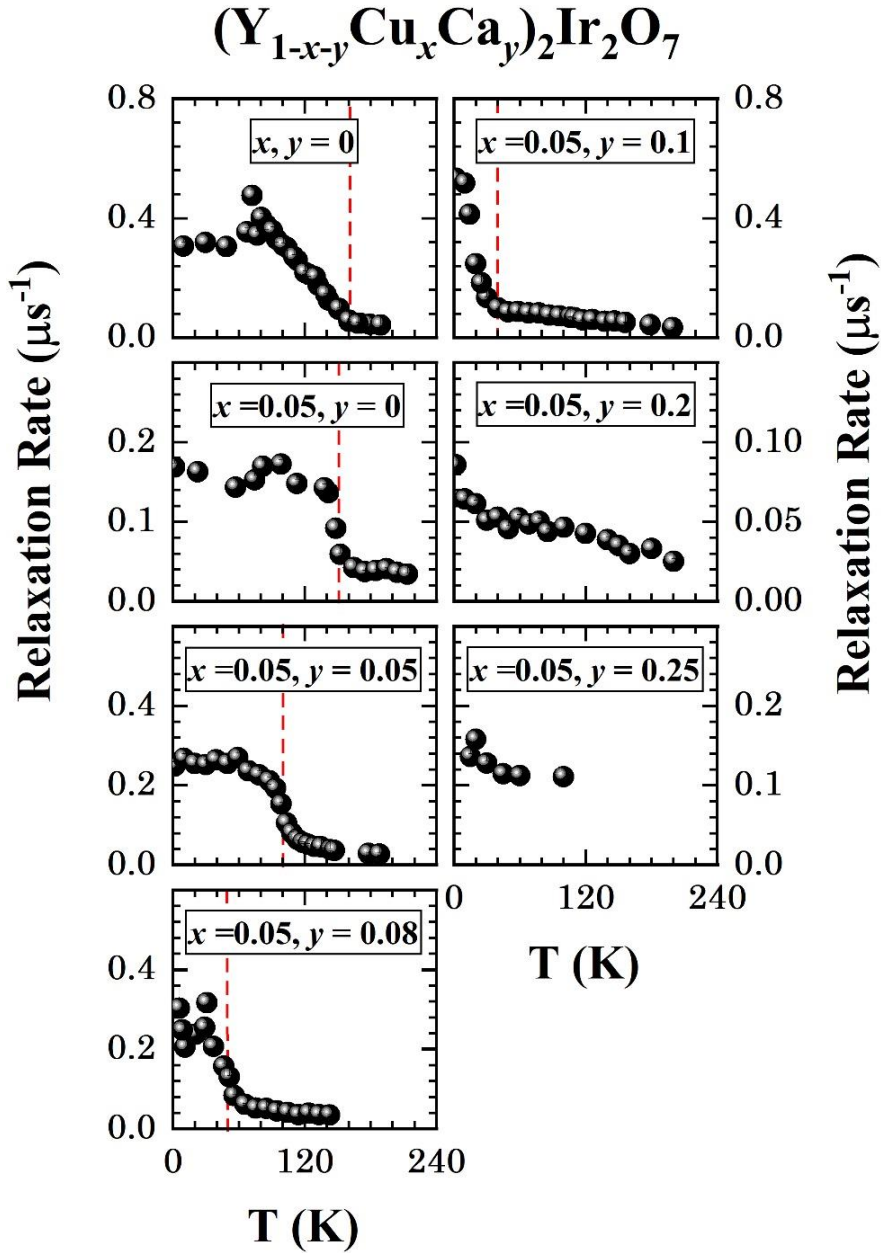 (Y1-x-yCuxCay)2Ir2O7
Relaxation Rate (μs-1)
0.8
0.4
0.0
x, y = 0
x =0.05, y = 0.1
0.8
0.4
0.0
0.2
0.1
0.00
x =0.05, y = 0
x =0.05, y = 0.2
0.10
0.05
0.00
0.4
0.2
0.0
x =0.05, y = 0.05
x =0.05, y = 0.25
0.2
0.1
0.0
0 120 240
T (K)
0.4
0.2
0.0
x =0.05, y = 0.08
0 120 240
T (K)
Relaxation Rate (μs-1)